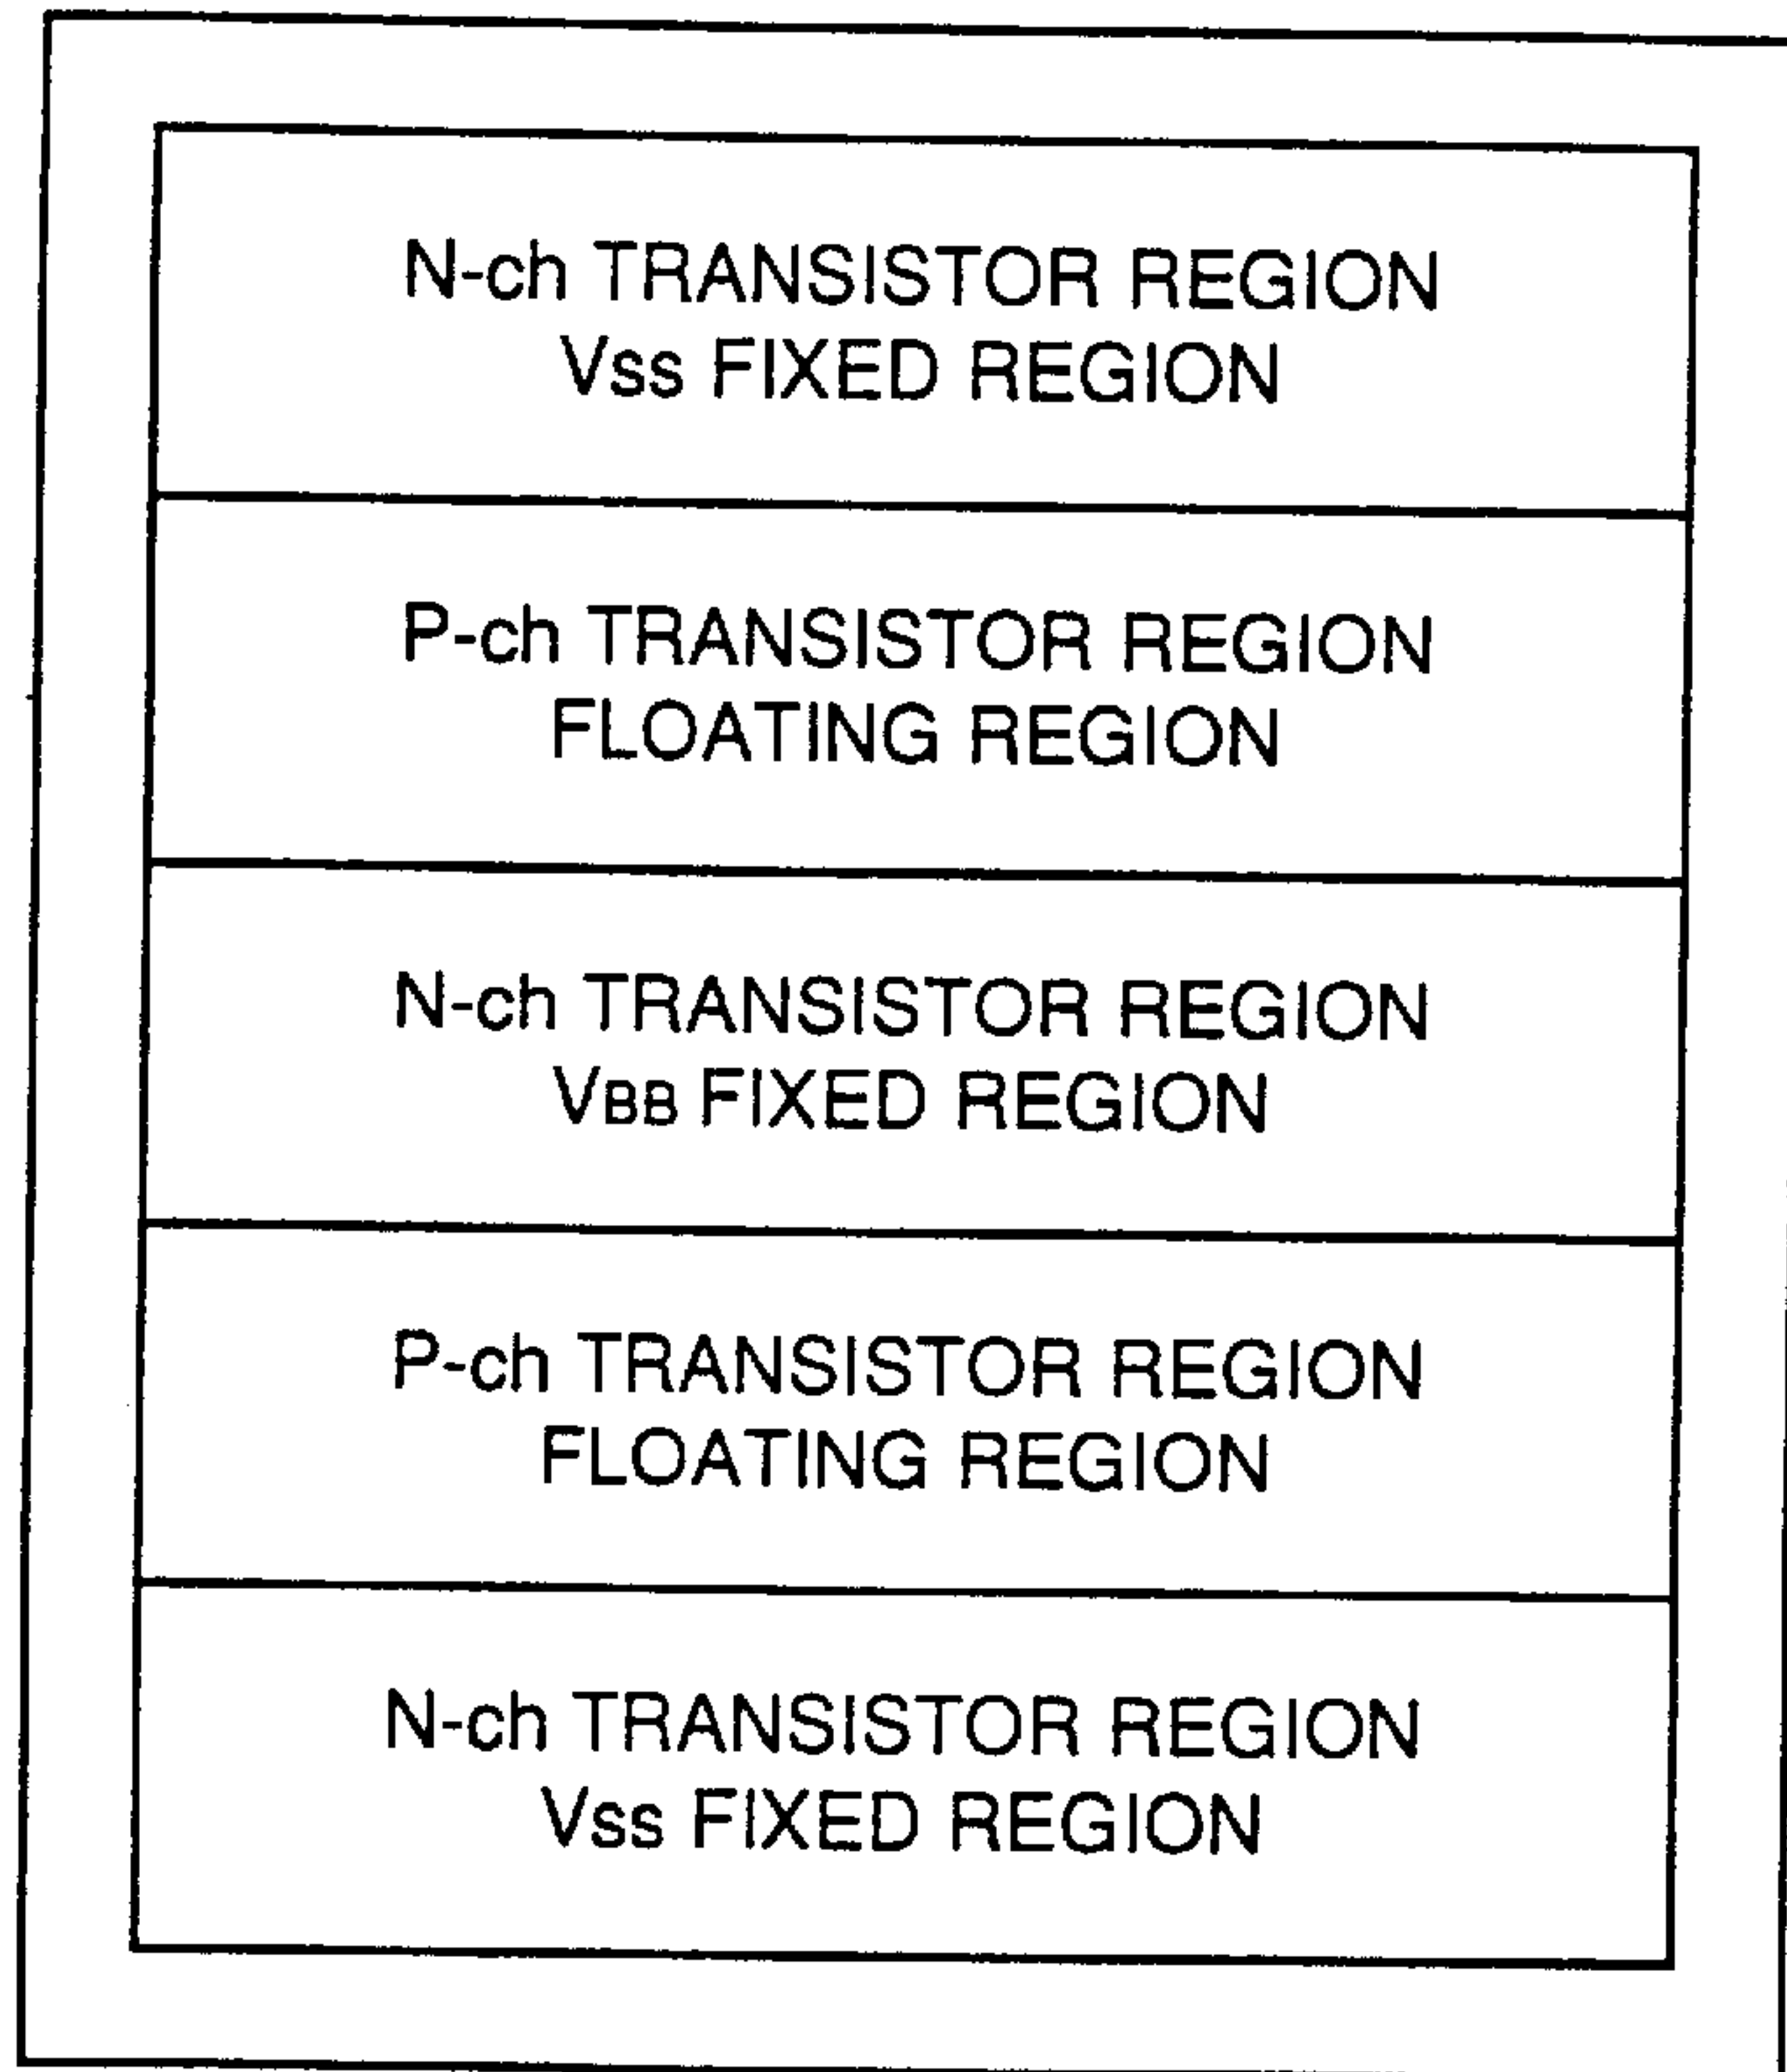 N-ch TRANSISTOR REGION
Vss FIXED REGION
P-ch TRANSISTOR REGION
FLOATING REGION
N-ch TRANSISTOR REGION
VBB FIXED REGION
P-ch TRANSISTOR REGION
FLOATING REGION
N-ch TRANSISTOR REGION
Vss FIXED REGION